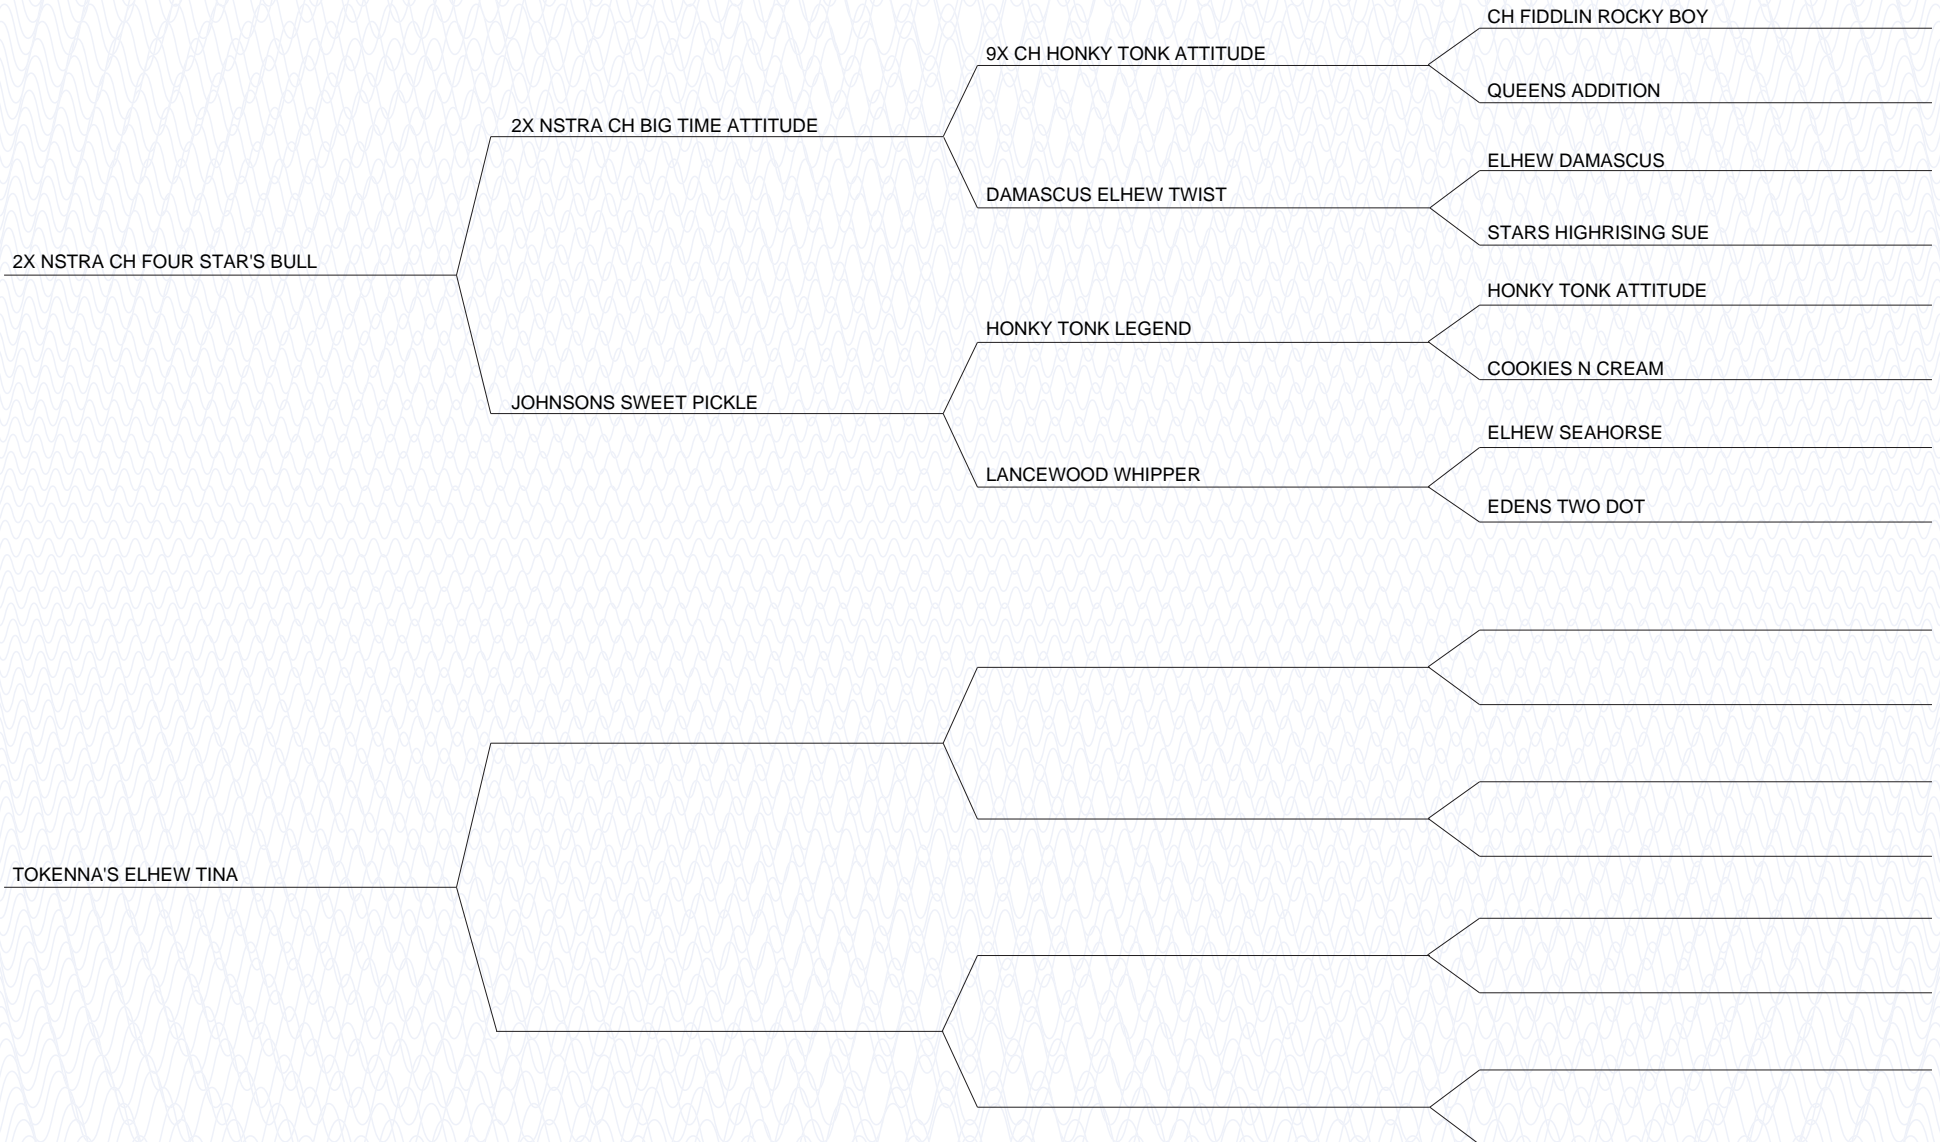 CH FIDDLIN ROCKY BOY
9X CH HONKY TONK ATTITUDE
QUEENS ADDITION
2X NSTRA CH BIG TIME ATTITUDE
ELHEW DAMASCUS
DAMASCUS ELHEW TWIST
STARS HIGHRISING SUE
2X NSTRA CH FOUR STAR'S BULL
HONKY TONK ATTITUDE
HONKY TONK LEGEND
COOKIES N CREAM
JOHNSONS SWEET PICKLE
ELHEW SEAHORSE
LANCEWOOD WHIPPER
EDENS TWO DOT
TOKENNA'S ELHEW TINA